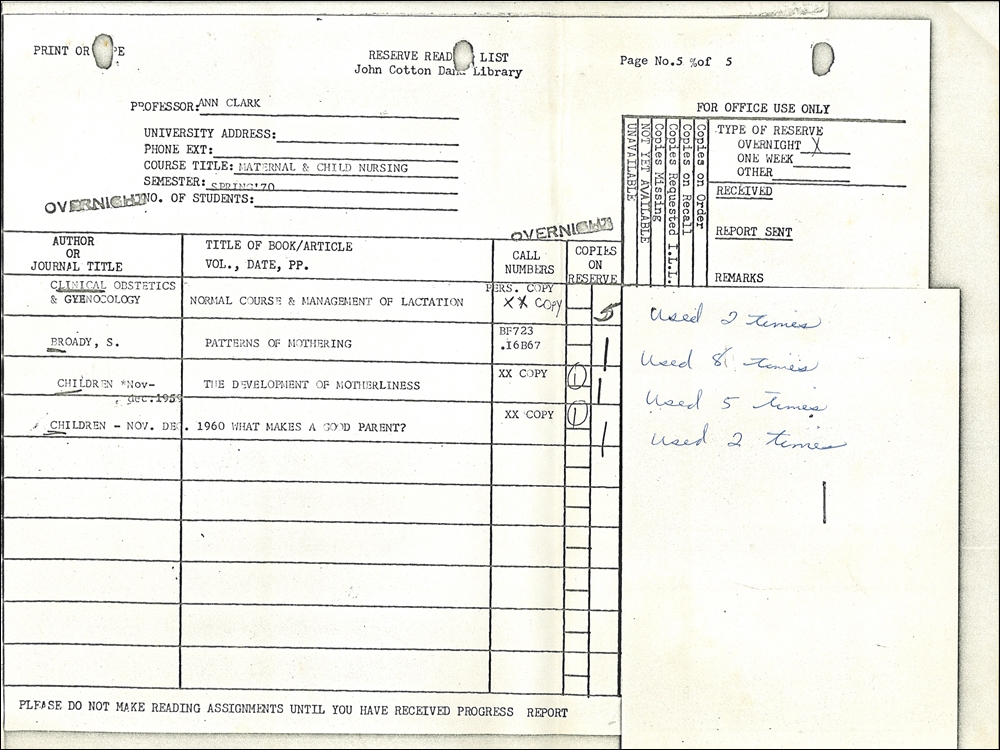 PRINT OR PE
RESERVE READ LIST
John Cotton Dana Library
Page No.5 %of 5
PROFESSOR: ANN CLARK
FOR OFFICE USE ONLY
UNIVERSITY ADDRESS:
PHONE EXT:
COURSE TITLE: MATERNAL & CHILD NURSING
SEMESTER: SPRING'70
NO. OF STUDENTS:
OVERNIGHT
OVERNIGHT
UNAVAILABLE
NOT YET AVAILABLE
Copies Missing
Copies Requested I.L.L.
Copies on Recall
Copies on Order
TYPE OF RESERVE
OVERNIGHT X
ONE WEEK
OTHER
RECEIVED
REPORT SENT
REMARKS
AUTHOR OR JOURNAL TITLE
TITLE OF BOOK/ARTICLE VOL., DATE, PP.
CALL NUMBERS
COPIES ON RESERVE
CLINICAL OBSTETICS & GYENOCOLOGY
NORMAL COURSE & MANAGEMENT OF LACTATION
PERS. COPY
XX COPY
5
BROADY, S.
PATTERNS OF MOTHERING
BF723
.I6B67
1
CHILDREN *Nov-
dec.1959
THE DEVELOPMENT OF MOTHERLINESS
XX COPY
1
1
CHILDREN - NOV. DEC. 1960 WHAT MAKES A GOOD PARENT?
XX COPY
1
1
Used 2 times
Used 8 times
Used 5 times
Used 2 times
PLEASE DO NOT MAKE READING ASSIGNMENTS UNTIL YOU HAVE RECEIVED PROGRESS REPORT